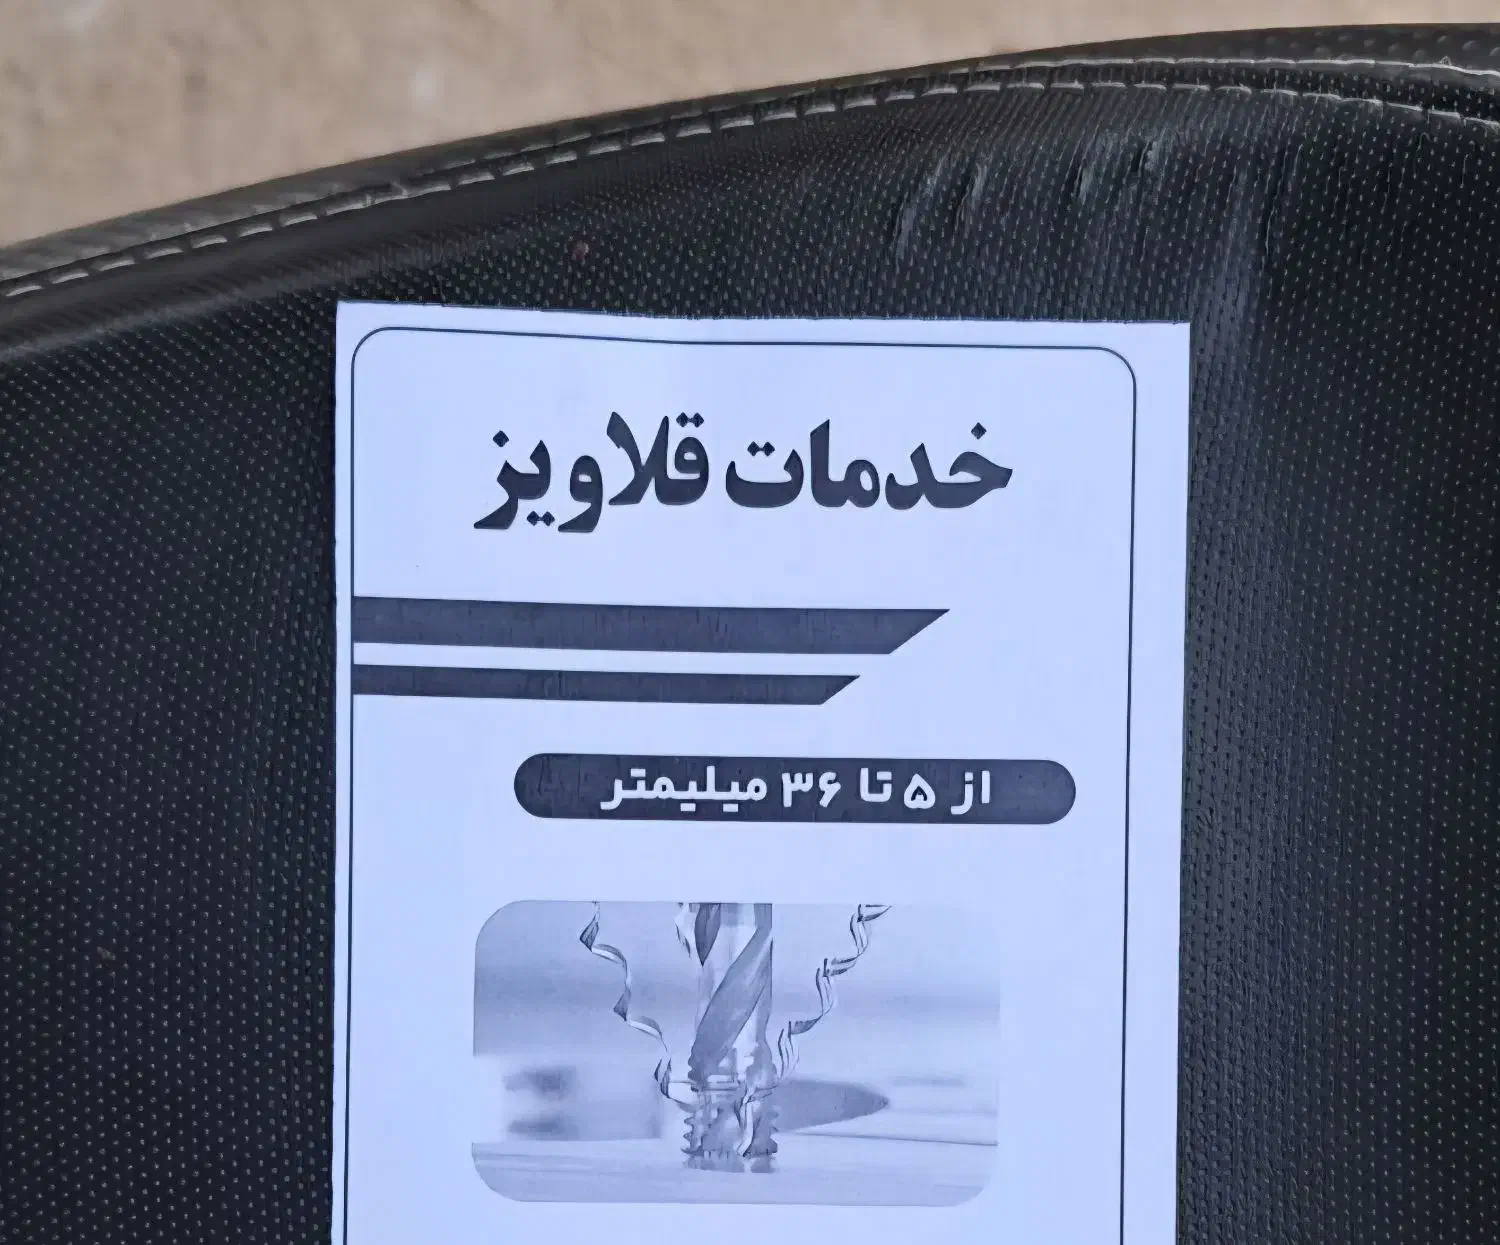 خدمات قلاویز
از ۵ تا ۳۶ میلیمتر